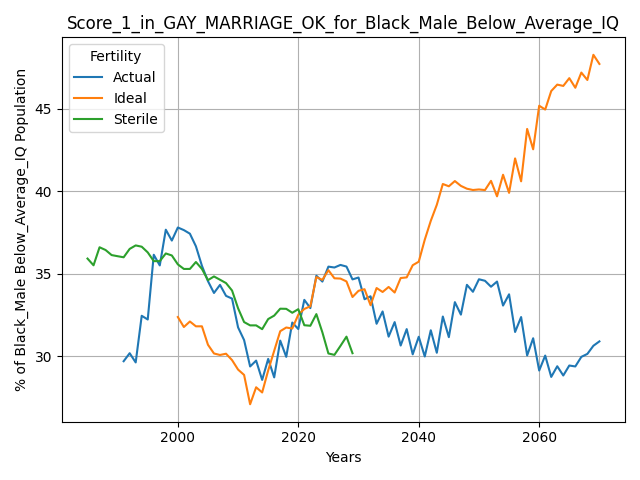 Score_1_in_GAY_MARRIAGE_OK_for_Black_Male_Below_Average_IQ
Fertility
Actual
Ideal
Sterile
% of Black_Male Below_Average_IQ Population
45
40
35
30
2000
2020
2040
2060
Years